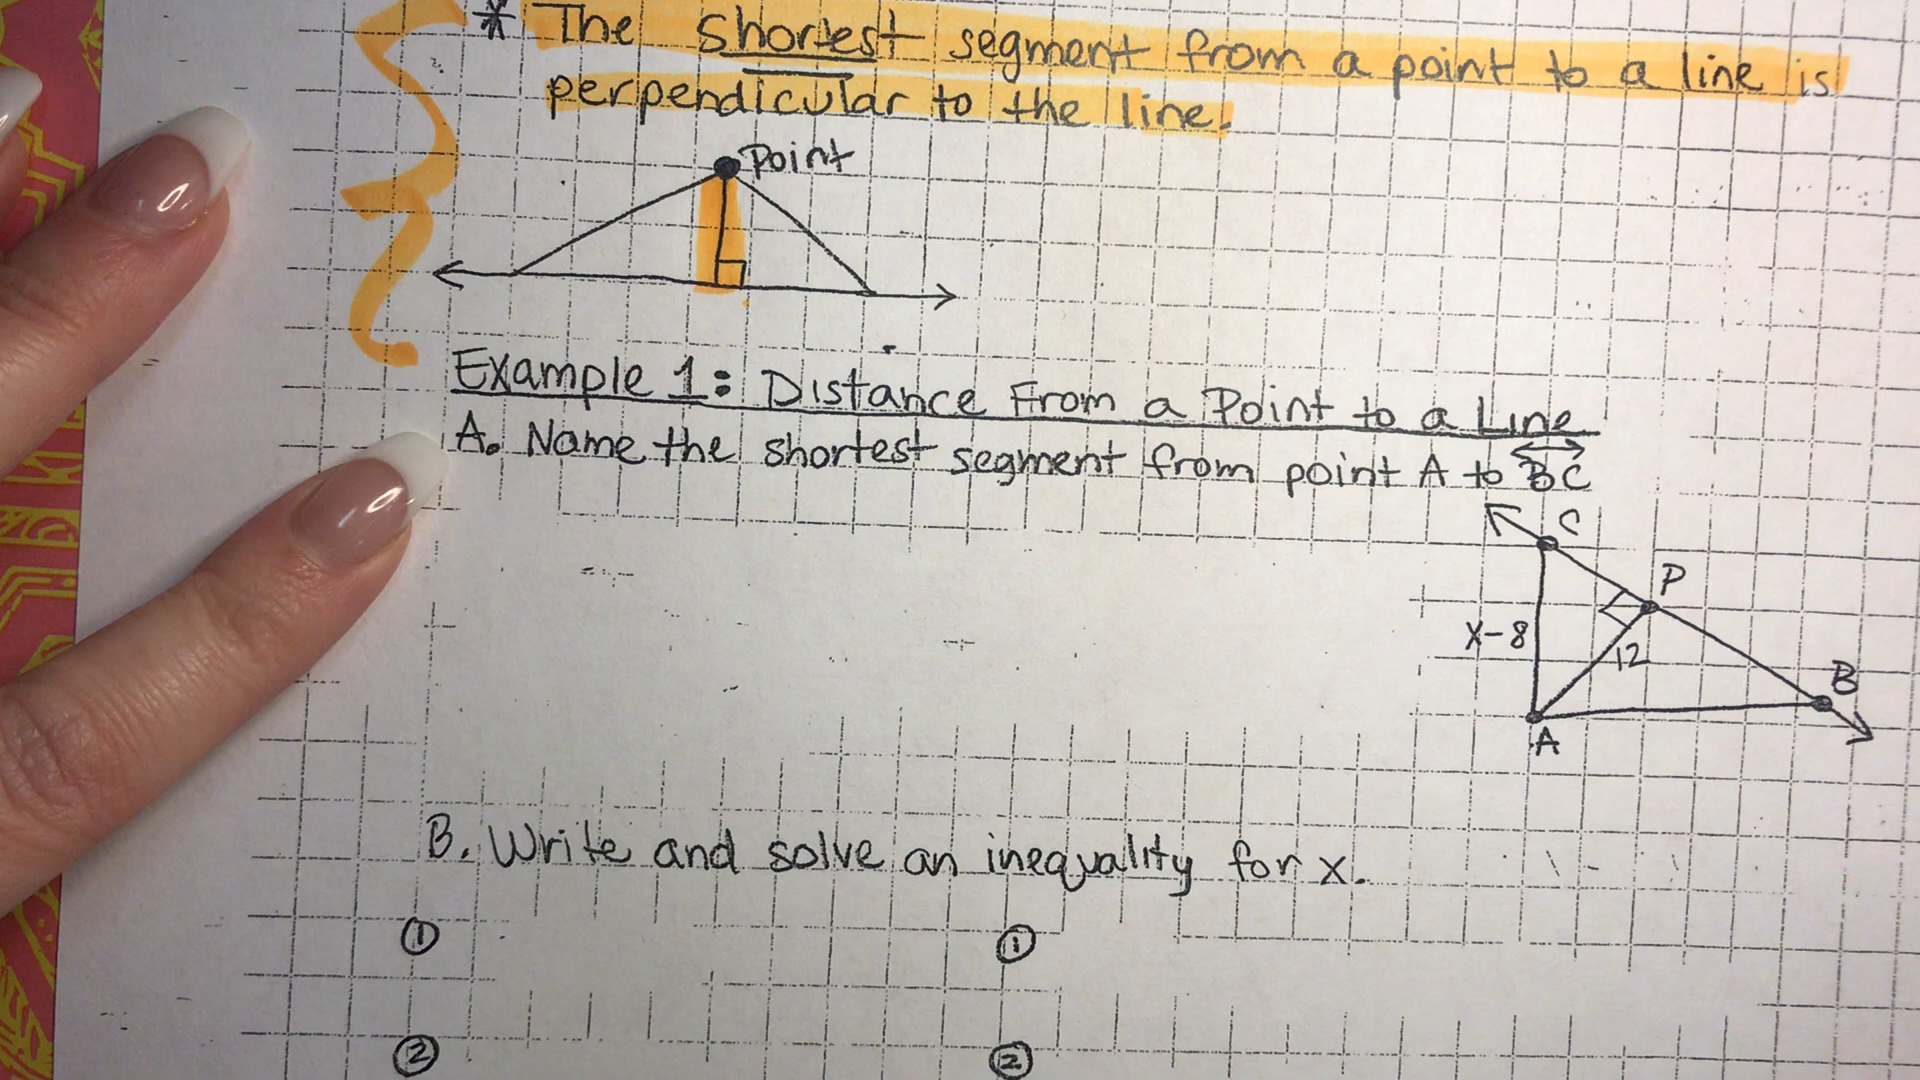 * The shortest segment from a point to a line is
perpendicular to the line.
Point
Example 1: Distance From a Point to a Line
A. Name the shortest segment from point A to BC
C
P
x-8
12
B
A
B. Write and solve an inequality for x.
① ①
② ②